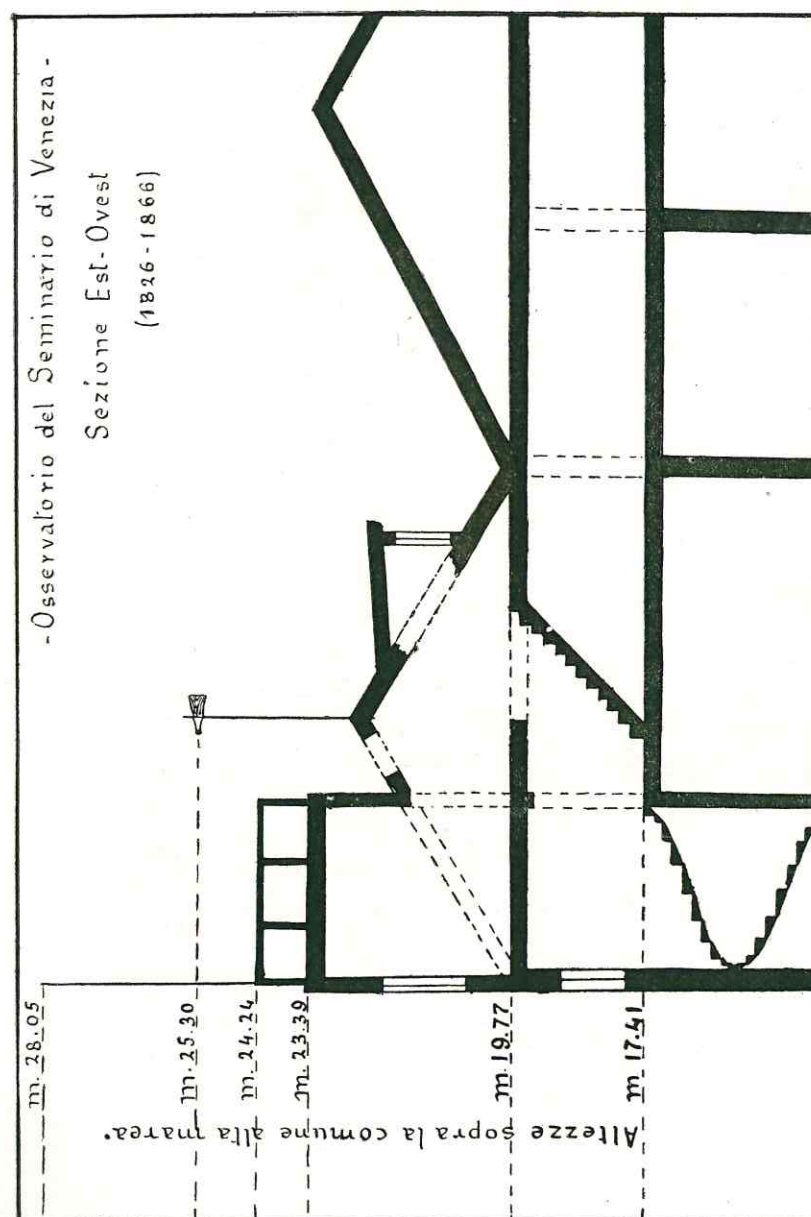 -Osservatorio del Seminario di Venezia-
Sezione Est-Ovest
(1826-1866)
m. 28.05
m. 25.30
m. 24.24
m. 23.39
m. 19.77
m 17.41
Altezze sopra la comune alta marea.